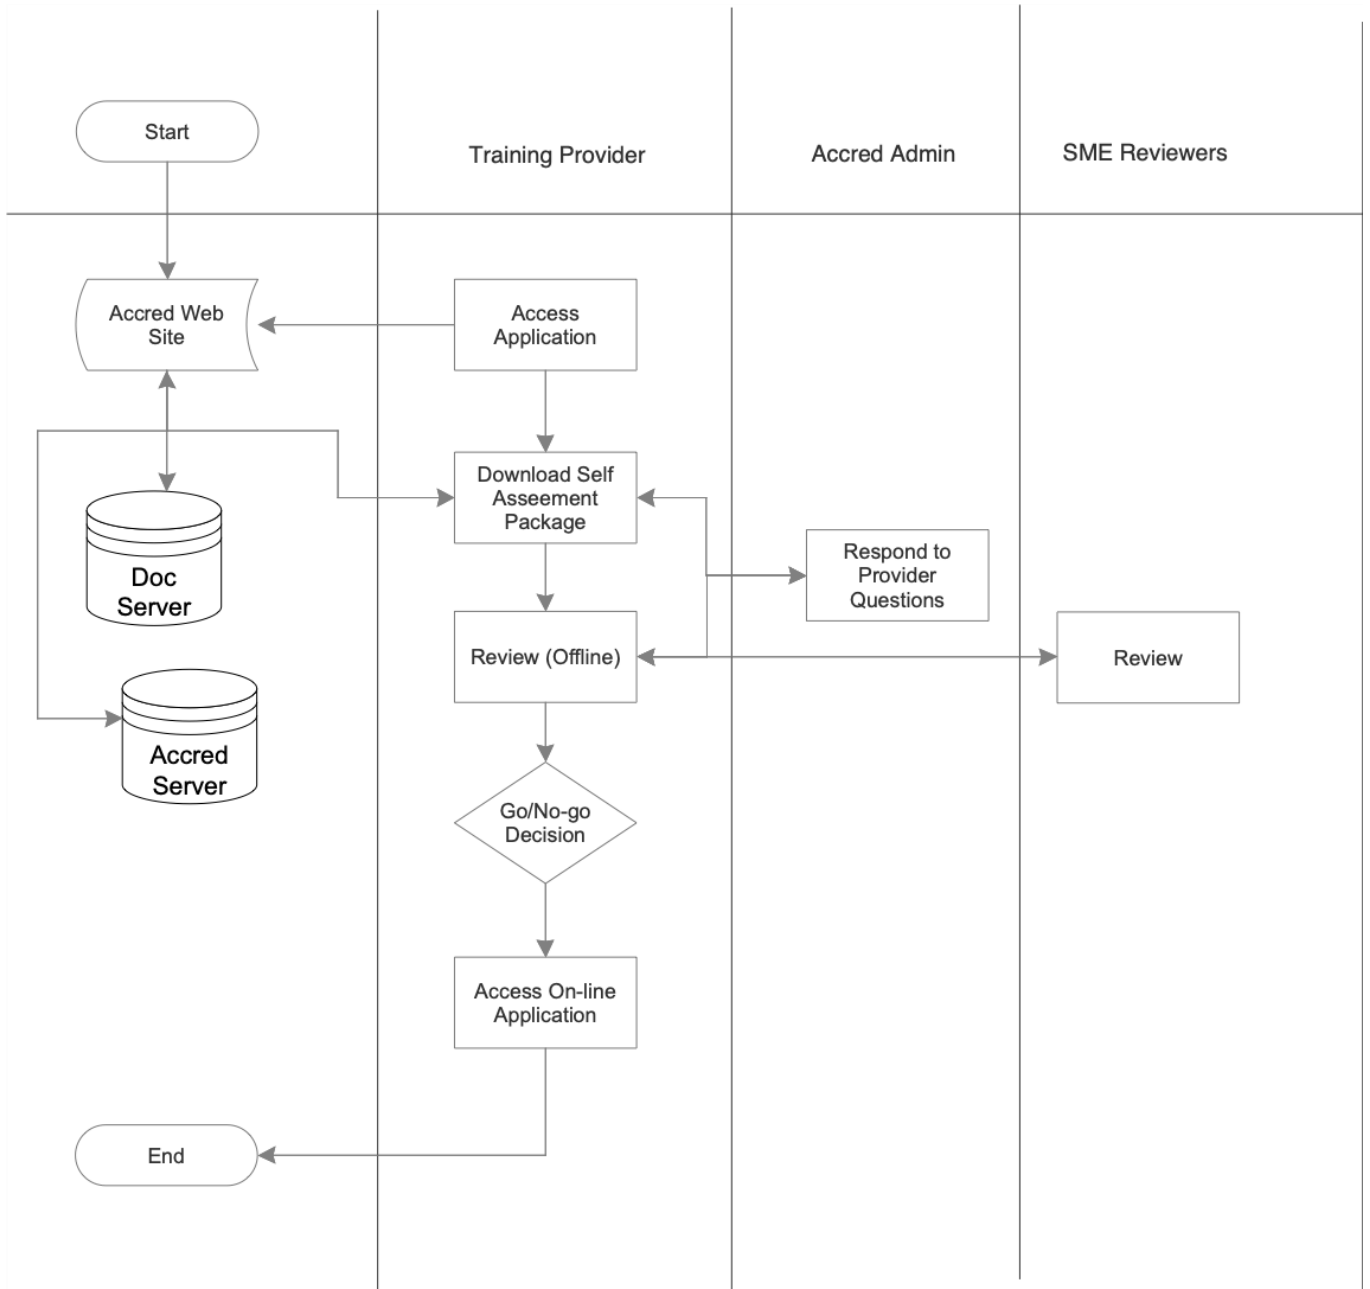 Start
Training Provider
Accred Admin
SME Reviewers
Accred Web
Site
Access
Application
Download Self
Asseement
Package
Doc
Server
Respond to
Provider
Questions
Review (Offline)
Review
Accred
Server
Go/No-go
Decision
Access On-line
Application
End